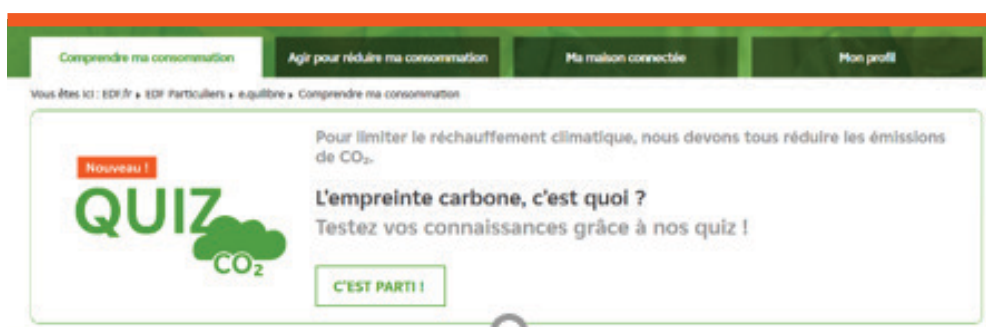 Comprendre ma consommation
Agir pour réduire ma consommation
Ma maison connectée
Mon profil
Vous êtes ici : EDF.fr » EDF Particuliers » e.quilibre » Comprendre ma consommation
Pour limiter le réchauffement climatique, nous devons tous réduire les émissions
de CO₂.
Nouveau !
QUIZ
CO₂
L'empreinte carbone, c'est quoi ?
Testez vos connaissances grâce à nos quiz !
C'EST PARTI !